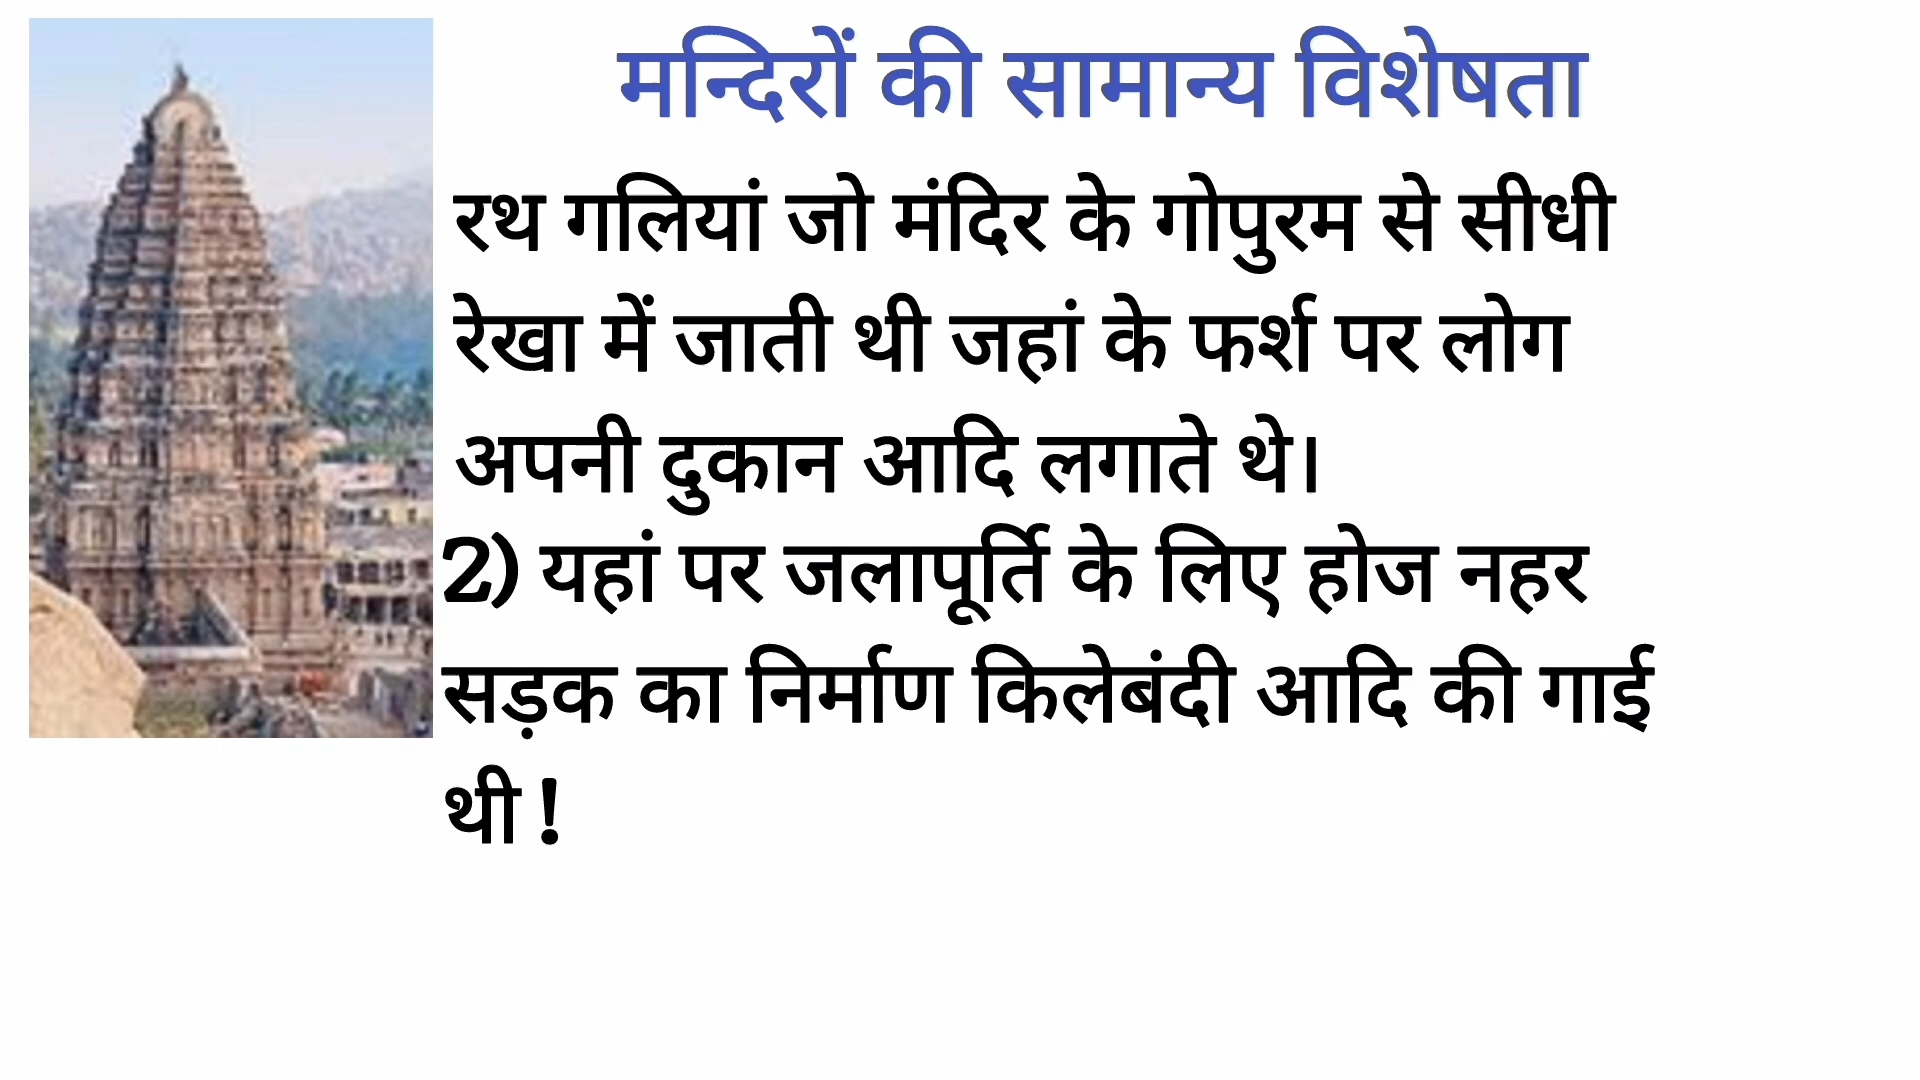 मन्दिरों की सामान्य विशेषता
रथ गलियां जो मंदिर के गोपुरम से सीधी
रेखा में जाती थी जहां के फर्श पर लोग
अपनी दुकान आदि लगाते थे।
2) यहां पर जलापूर्ति के लिए होज नहर
सड़क का निर्माण किलेबंदी आदि की गाई
थी !